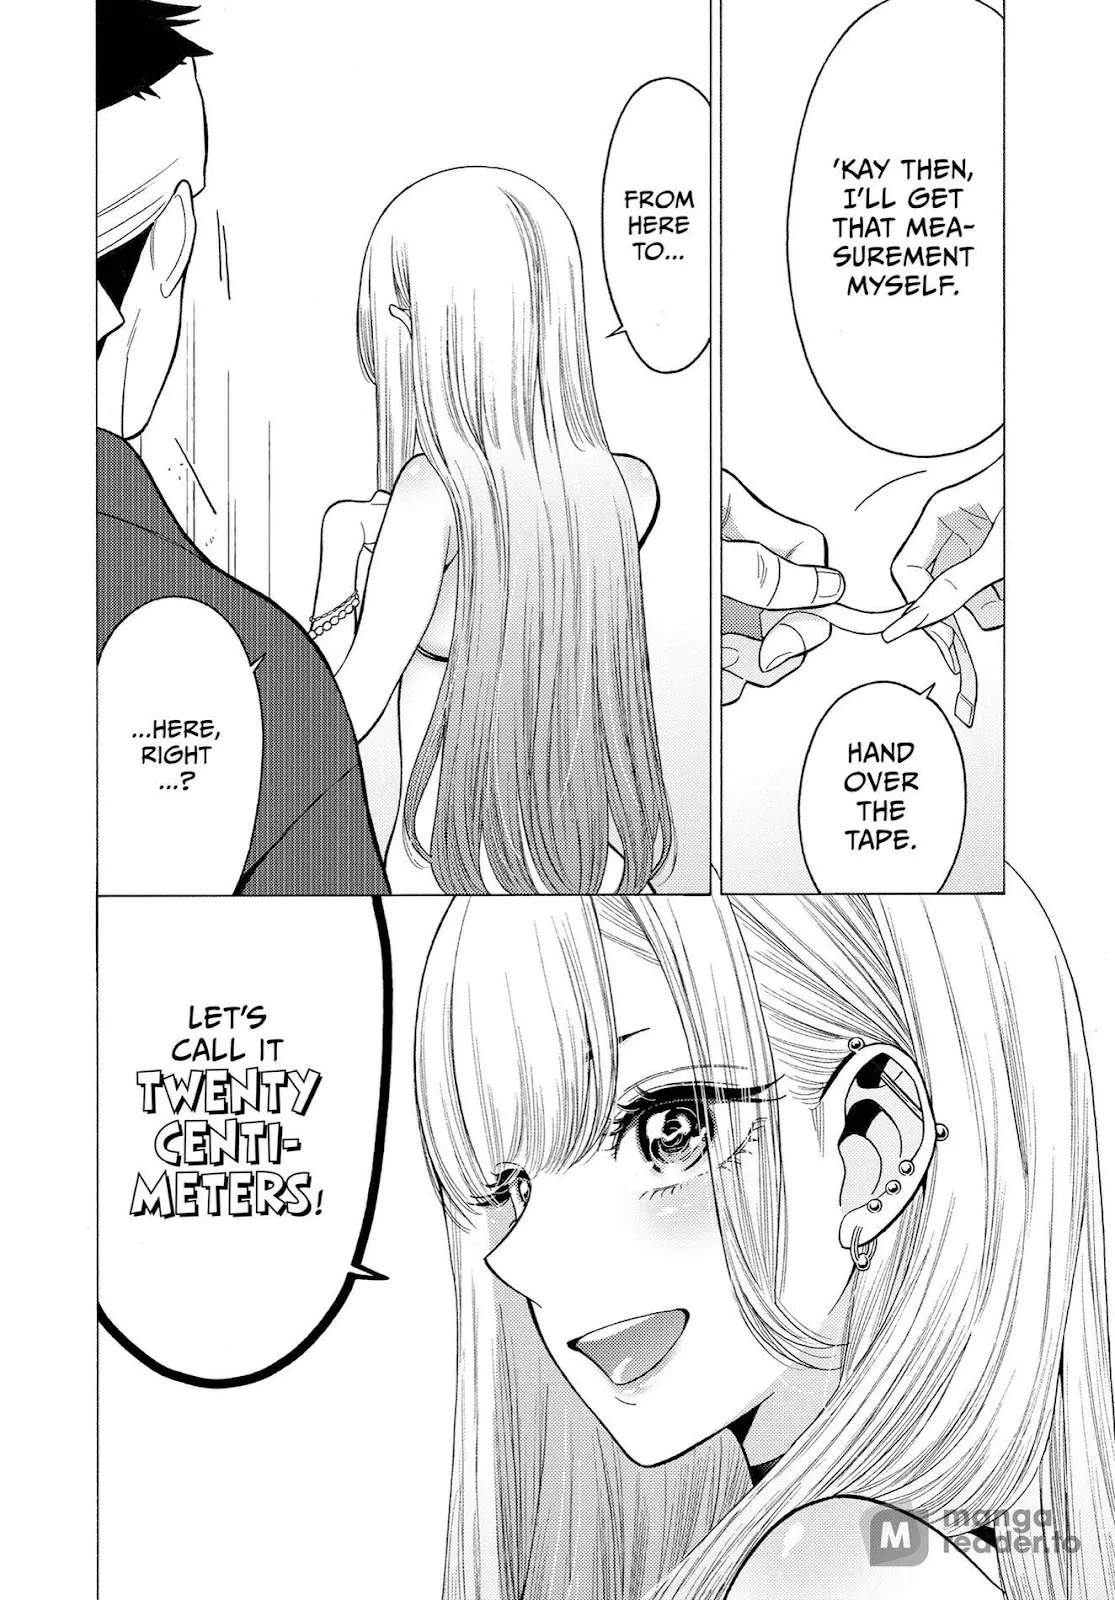 'KAY THEN,
I'LL GET
THAT MEA-
SUREMENT
MYSELF.
HAND
OVER
THE
TAPE.
FROM
HERE
TO...
...HERE,
RIGHT
...?
LET'S
CALL IT
TWENTY
CENTI-
METERS!
M manga
reader.to